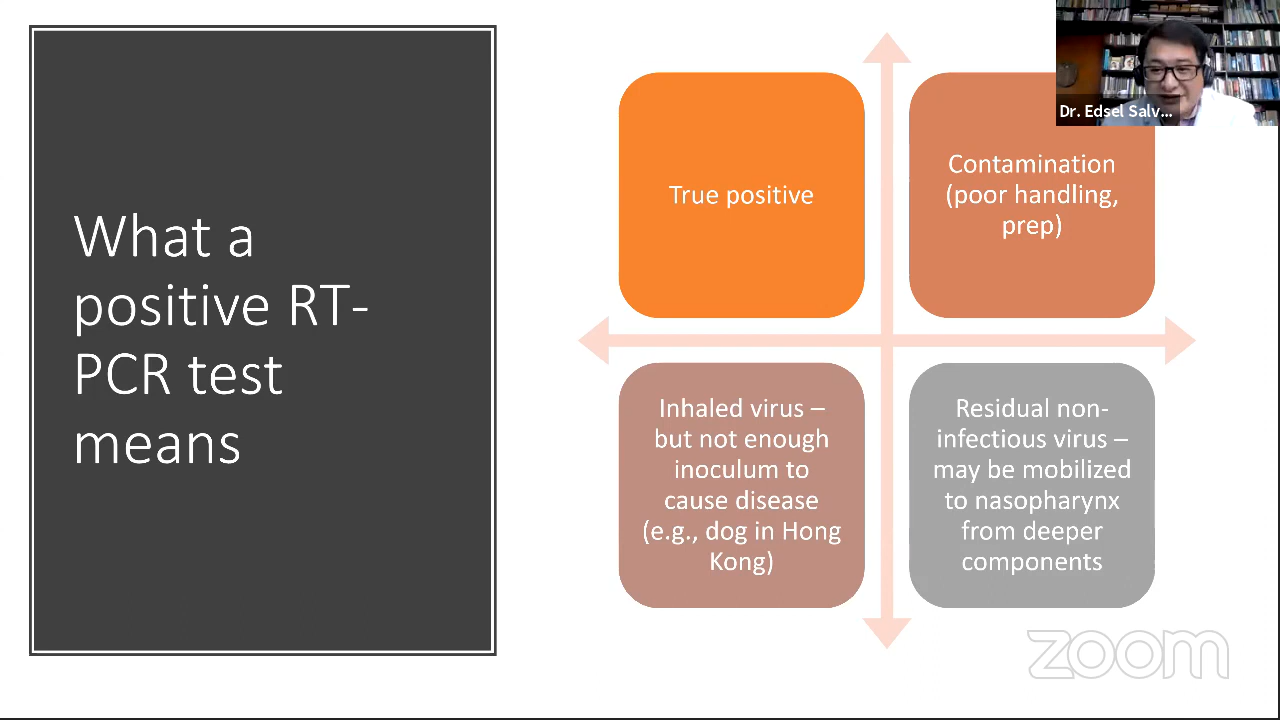 What a
positive RT-
PCR test
means
True positive
Contamination
(poor handling,
prep)
Inhaled virus –
but not enough
inoculum to
cause disease
(e.g., dog in Hong
Kong)
Residual non-
infectious virus –
may be mobilized
to nasopharynx
from deeper
components
Dr. Edsel Salv...
zoom